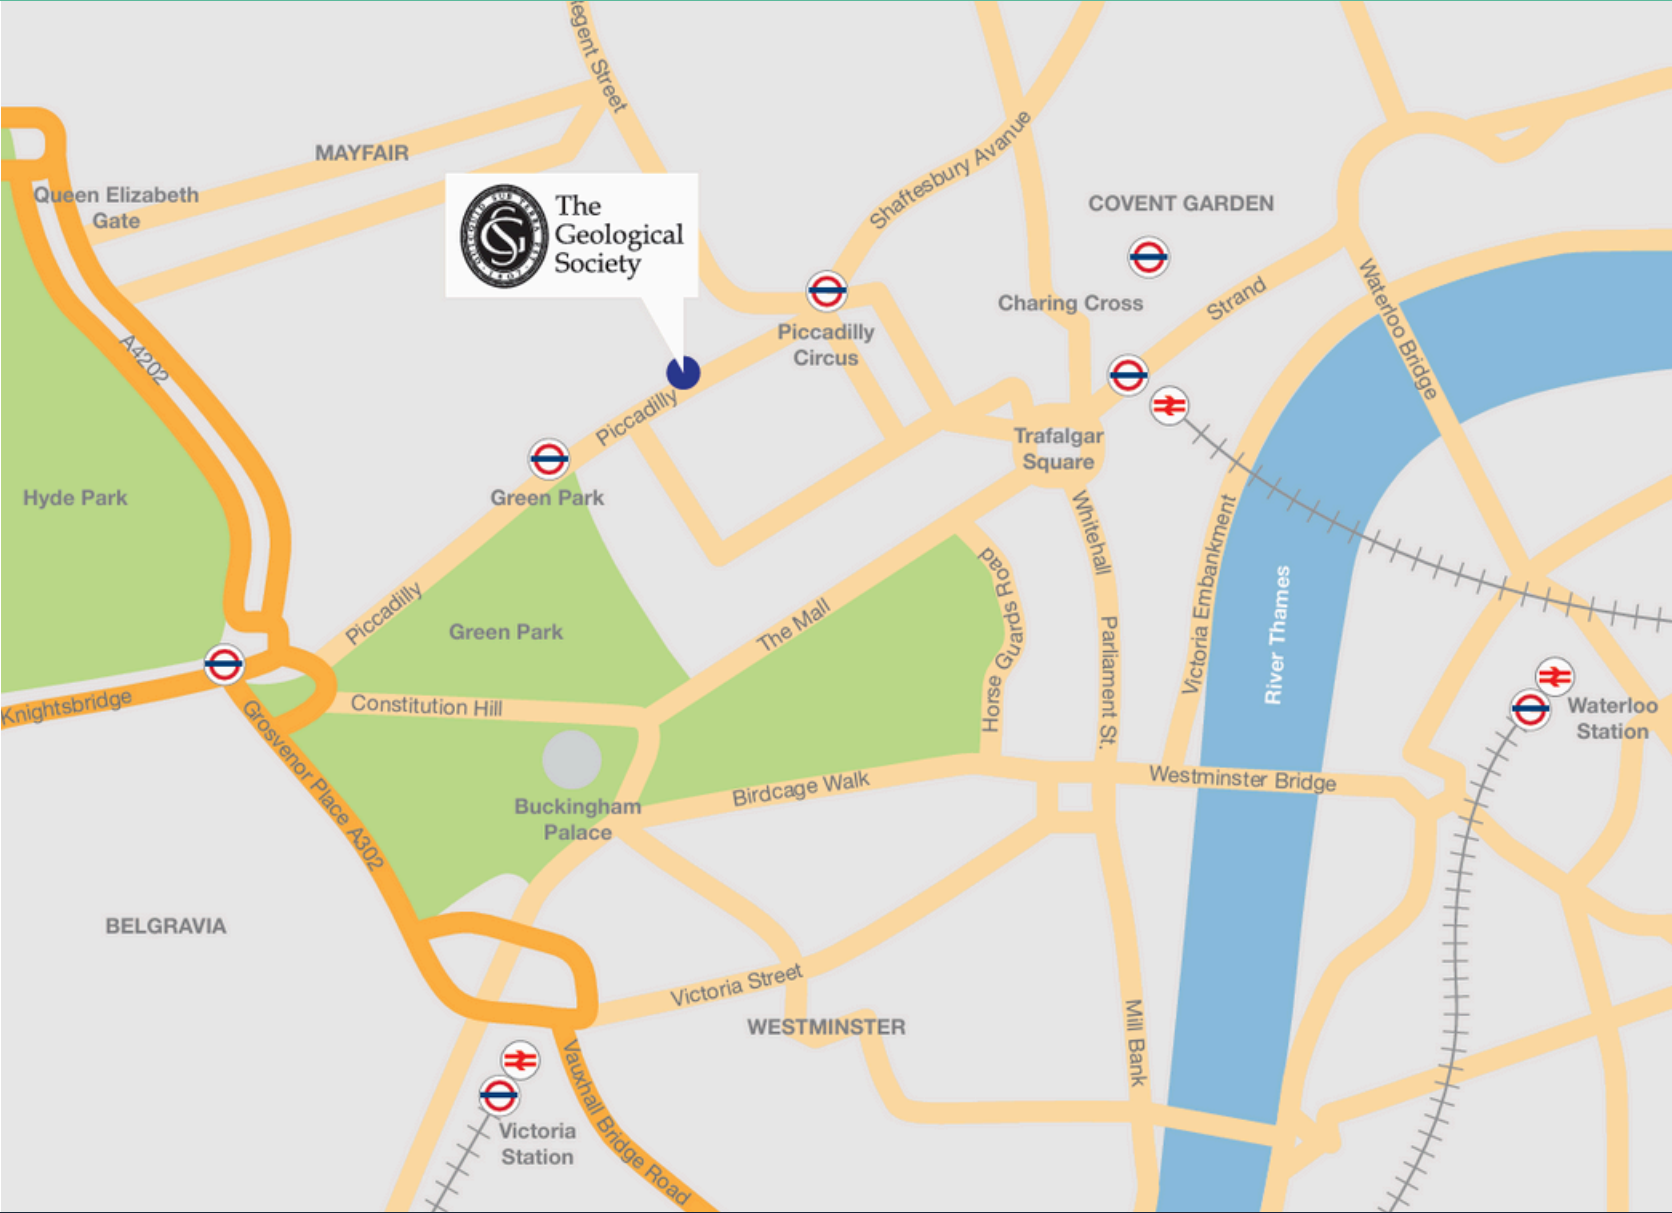 egent Street
MAYFAIR
Queen Elizabeth
Gate
The
Geological
Society
Shaftesbury Avanue
COVENT GARDEN
Charing Cross
Strand
Waterloo Bridge
Piccadilly
Circus
A4202
Piccadilly
Trafalgar
Square
Hyde Park
Green Park
Whitehall
Victoria Embankment
Horse Guards Road
Piccadilly
Green Park
The Mall
Parliament St.
River Thames
Knightsbridge
Constitution Hill
Grosvenor Place A302
Waterloo
Station
Birdcage Walk
Westminster Bridge
Buckingham
Palace
BELGRAVIA
Victoria Street
WESTMINSTER
Mill Bank
Vauxhall Bridge Road
Victoria
Station